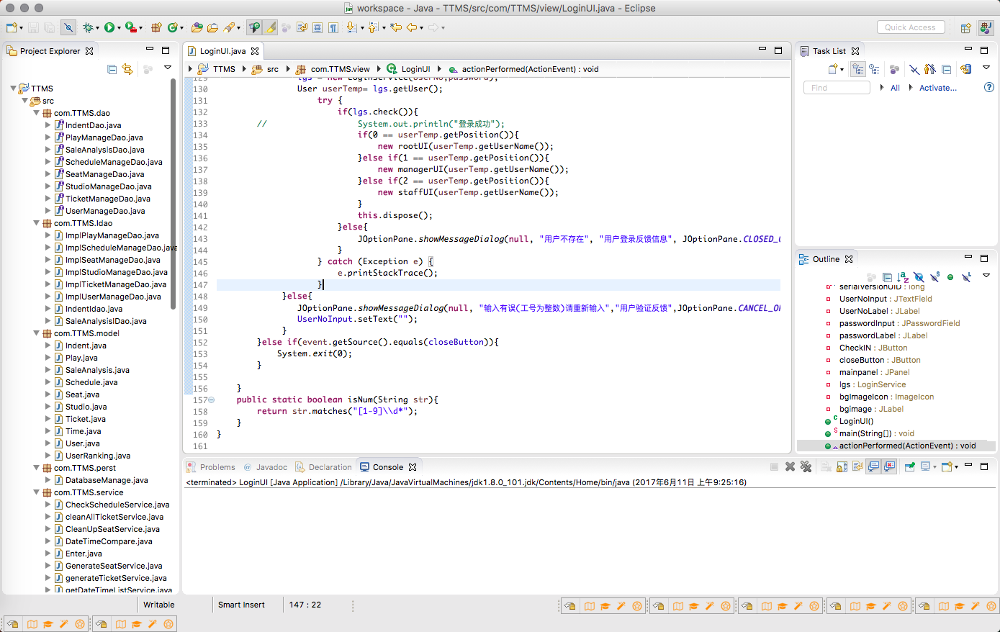 workspace - Java - TTMS/src/com/TTMS/view/LoginUI.java - Eclipse
Quick Access
Project Explorer
TTMS
src
com.TTMS.dao
IndentDao.java
PlayManageDao.java
SaleAnalysisDao.java
ScheduleManageDao.java
SeatManageDao.java
StudioManageDao.java
TicketManageDao.java
UserManageDao.java
com.TTMS.Idao
ImplPlayManageDao.java
ImplScheduleManageDao.java
ImplSeatManageDao.java
ImplStudioManageDao.java
ImplTicketManageDao.java
ImplUserManageDao.java
IndentIdao.java
SaleAnalysisIDao.java
com.TTMS.model
Indent.java
Play.java
SaleAnalysis.java
Schedule.java
Seat.java
Studio.java
Ticket.java
Time.java
User.java
UserRanking.java
com.TTMS.perst
DatabaseManage.java
com.TTMS.service
CheckScheduleService.java
cleanAllTicketService.java
CleanUpSeatService.java
DateTimeCompare.java
Enter.java
GenerateSeatService.java
generateTicketService.java
getDateTimeListService.java
LoginUI.java
TTMS src com.TTMS.view LoginUI actionPerformed(ActionEvent) : void
129 lgs = new LoginService(userNo,password);
130 User userTemp= lgs.getUser();
131 try {
132 if(lgs.check()){
133 // System.out.println("登录成功");
134 if(0 == userTemp.getPosition()){
135 new rootUI(userTemp.getUserName());
136 }else if(1 == userTemp.getPosition()){
137 new managerUI(userTemp.getUserName());
138 }else if(2 == userTemp.getPosition()){
139 new staffUI(userTemp.getUserName());
140 }
141 this.dispose();
142 }else{
143 JOptionPane.showMessageDialog(null, "用户不存在", "用户登录反馈信息", JOptionPane.CLOSED_
144 }
145 } catch (Exception e) {
146 e.printStackTrace();
147 }
148 }else{
149 JOptionPane.showMessageDialog(null, "输入有误(工号为整数)请重新输入","用户验证反馈",JOptionPane.CANCEL_
150 UserNoInput.setText("");
151 }
152 }else if(event.getSource().equals(closeButton)){
153 System.exit(0);
154 }
155
156 }
157 public static boolean isNum(String str){
158 return str.matches("[1-9]\\d*");
159 }
160 }
161
Task List
Find
All
Activate...
Outline
serialVersionUID : long
UserNoInput : JTextField
UserNoLabel : JLabel
passwordInput : JPasswordField
passwordLabel : JLabel
CheckIN : JButton
closeButton : JButton
mainpanel : JPanel
lgs : LoginService
bgImageIcon : ImageIcon
bgimage : JLabel
LoginUI()
main(String[]) : void
actionPerformed(ActionEvent) : void
Problems
Javadoc
Declaration
Console
<terminated> LoginUI [Java Application] /Library/Java/JavaVirtualMachines/jdk1.8.0_101.jdk/Contents/Home/bin/java (2017年6月11日 上午9:25:16)
Writable
Smart Insert
147 : 22